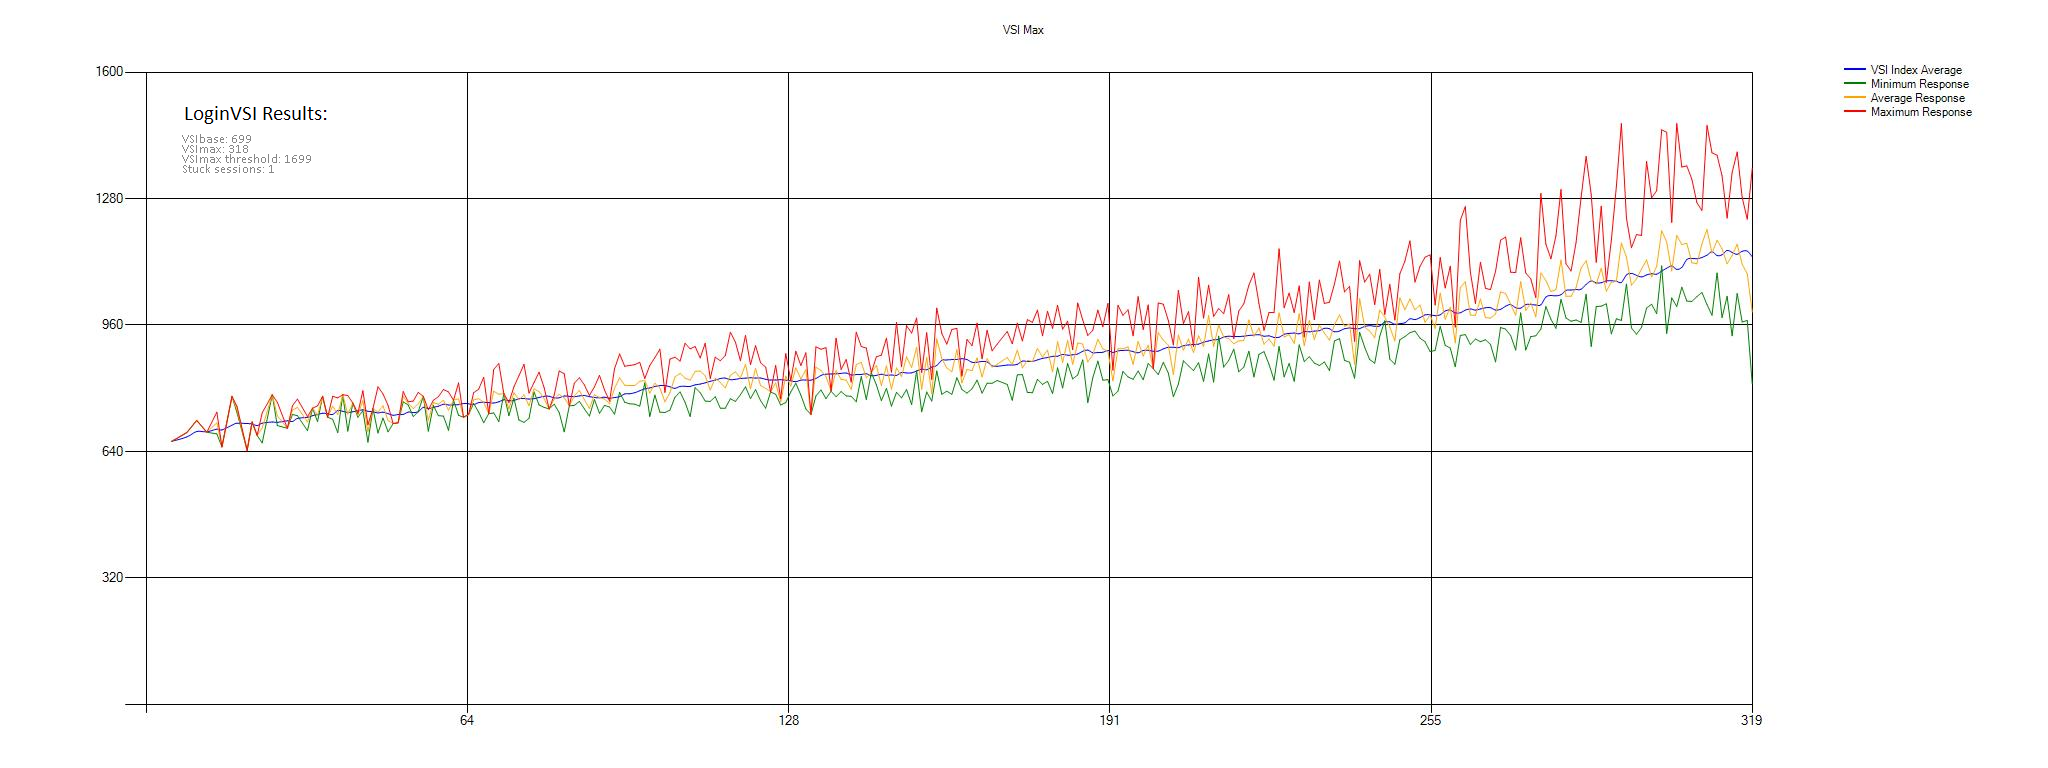 VSI Max
1600
1280
960
640
320
LoginVSI Results:
VSIbase: 699
VSImax: 318
VSImax threshold: 1699
Stuck sessions: 1
VSI Index Average
Minimum Response
Average Response
Maximum Response
64
128
191
255
319